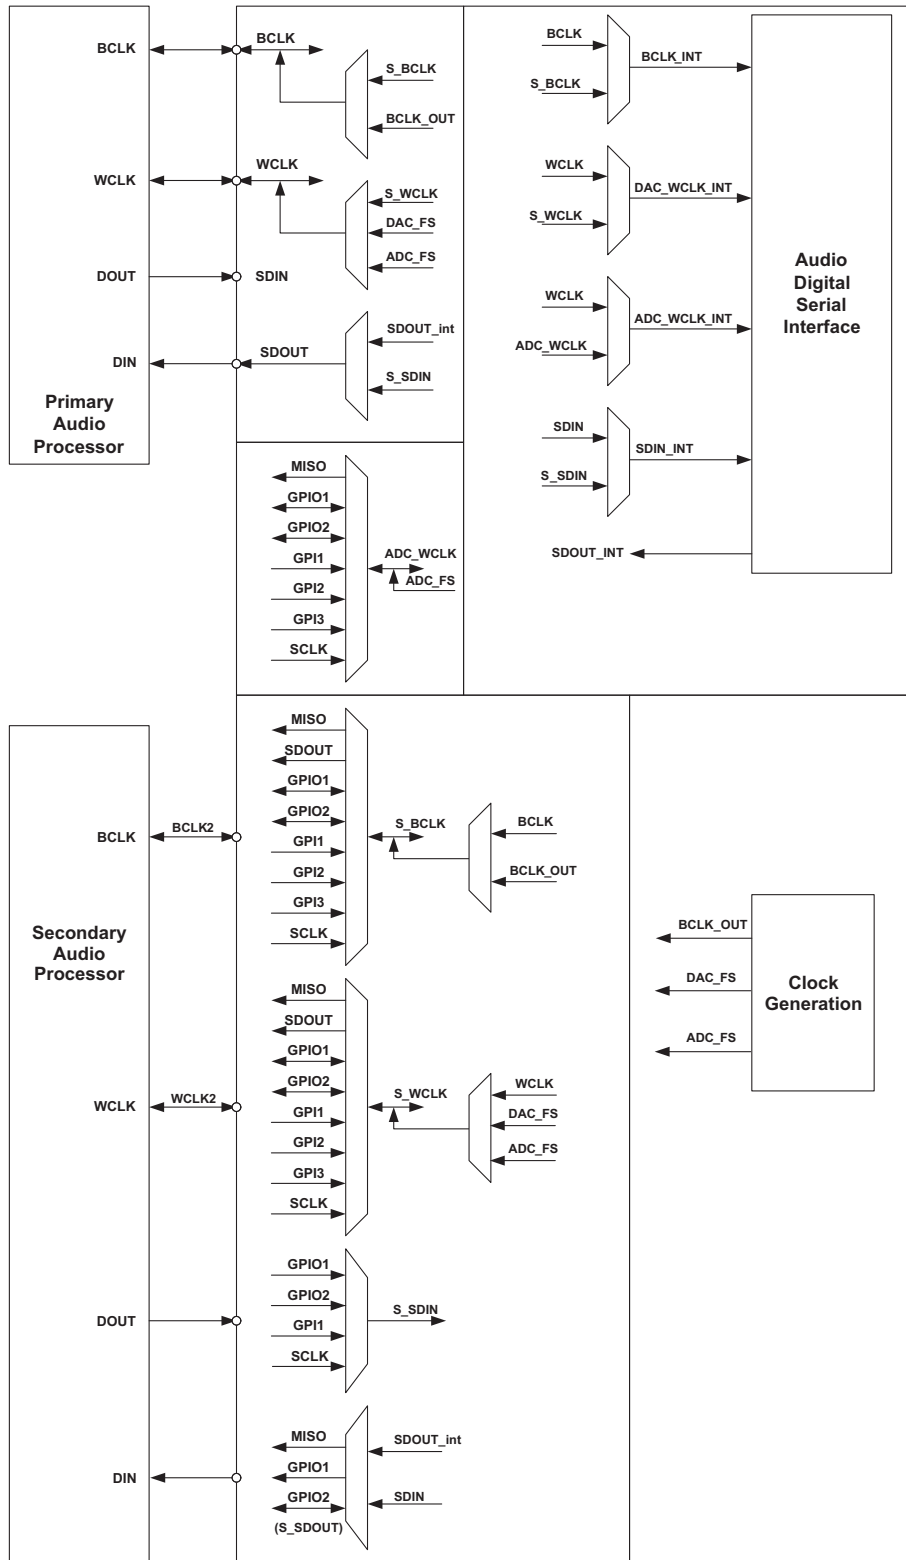 BCLK
BCLK
S_BCLK
BCLK_OUT
WCLK
WCLK
S_WCLK
DAC_FS
ADC_FS
DOUT
SDIN
DIN
SDOUT
SDOUT_int
S_SDIN
Primary
Audio
Processor
BCLK
S_BCLK
BCLK_INT
WCLK
S_WCLK
DAC_WCLK_INT
WCLK
ADC_WCLK
ADC_WCLK_INT
SDIN
S_SDIN
SDIN_INT
SDOUT_INT
Audio
Digital
Serial
Interface
MISO
GPIO1
GPIO2
GPI1
GPI2
GPI3
SCLK
ADC_WCLK
ADC_FS
BCLK
BCLK2
MISO
SDOUT
GPIO1
GPIO2
GPI1
GPI2
GPI3
SCLK
S_BCLK
BCLK
BCLK_OUT
Secondary
Audio
Processor
WCLK
WCLK2
MISO
SDOUT
GPIO1
GPIO2
GPI1
GPI2
GPI3
SCLK
S_WCLK
WCLK
DAC_FS
ADC_FS
BCLK_OUT
DAC_FS
ADC_FS
Clock
Generation
DOUT
GPIO1
GPIO2
GPI1
SCLK
S_SDIN
DIN
MISO
GPIO1
GPIO2
(S_SDOUT)
SDOUT_int
SDIN